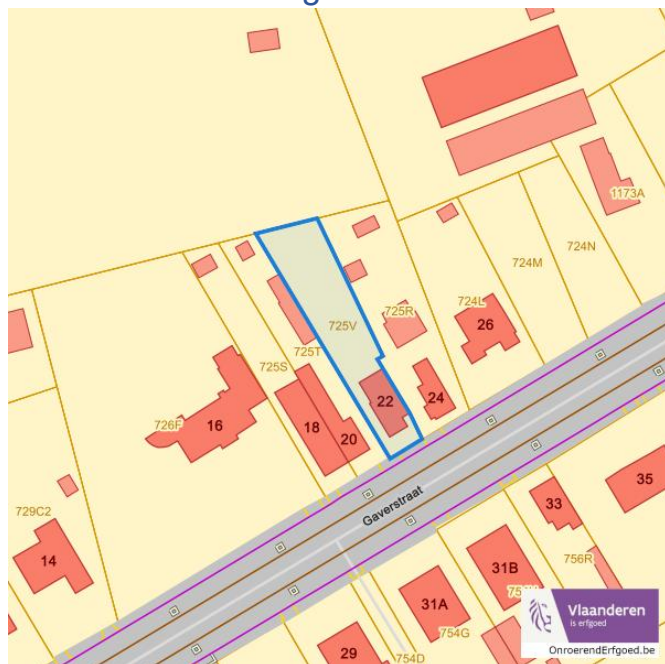 1173A
724N
724M
724L
26
725R
725V
725T
725S
24
22
16
726F
18
20
Gaverstraat
35
33
729C2
14
31B
756R
31A
754G
29
754D
Vlaanderen
is erfgoed
OnroerendErfgoed.be